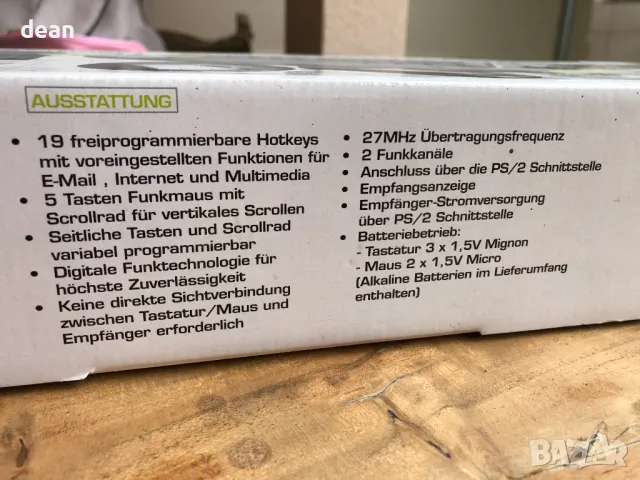 dean
AUSSTATTUNG
• 19 freiprogrammierbare Hotkeys
mit voreingestellten Funktionen für
E-Mail , Internet und Multimedia
• 5 Tasten Funkmaus mit
Scrollrad für vertikales Scrollen
• Seitliche Tasten und Scrollrad
variabel programmierbar
• Digitale Funktechnologie für
höchste Zuverlässigkeit
• Keine direkte Sichtverbindung
zwischen Tastatur/Maus und
Empfänger erforderlich
• 27MHz Übertragungsfrequenz
• 2 Funkkanäle
• Anschluss über die PS/2 Schnittstelle
• Empfangsanzeige
• Empfänger-Stromversorgung
über PS/2 Schnittstelle
• Batteriebetrieb:
- Tastatur 3 x 1,5V Mignon
- Maus 2 x 1,5V Micro
(Alkaline Batterien im Lieferumfang
enthalten)
BAZAR